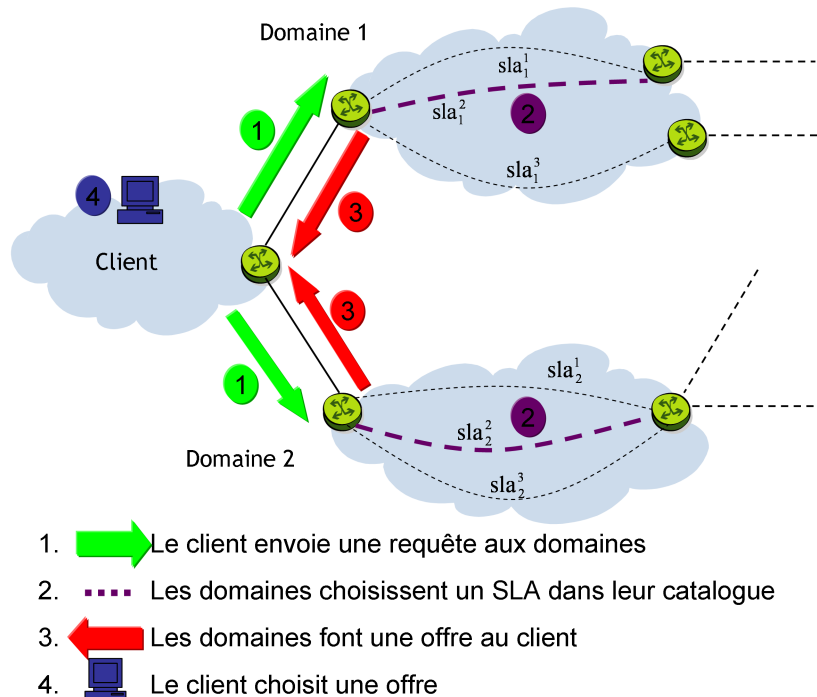 Domaine 1
sla₁¹
sla₁²
2
1
sla₁³
4
3
Client
3
1
sla₂¹
2
sla₂²
Domaine 2
sla₂³
1. Le client envoie une requête aux domaines
2. Les domaines choisissent un SLA dans leur catalogue
3. Les domaines font une offre au client
4. Le client choisit une offre